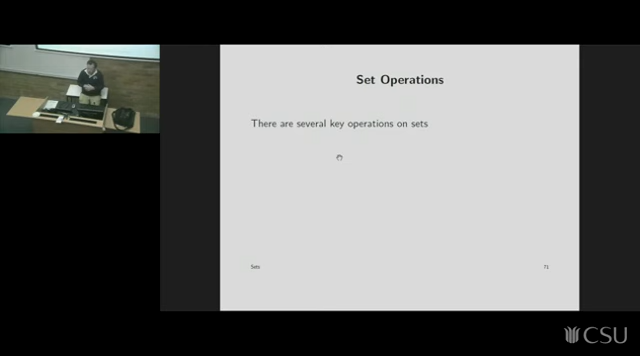 Set Operations
There are several key operations on sets
Sets
71
CSU